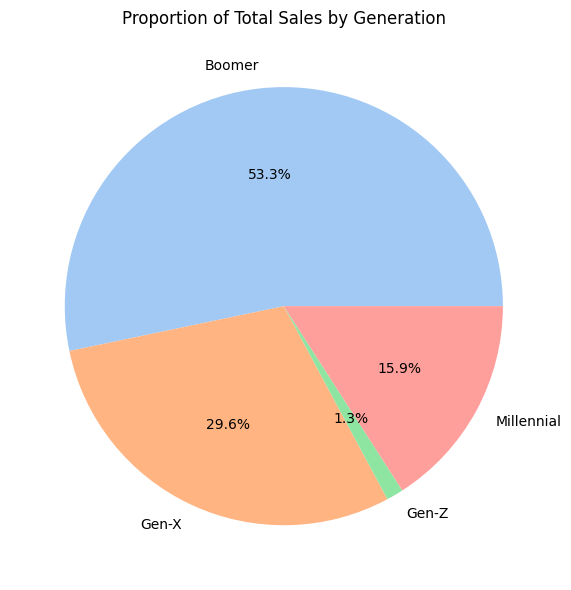 Proportion of Total Sales by Generation
Boomer
53.3%
15.9%
29.6%
1.3%
Millennial
Gen-Z
Gen-X